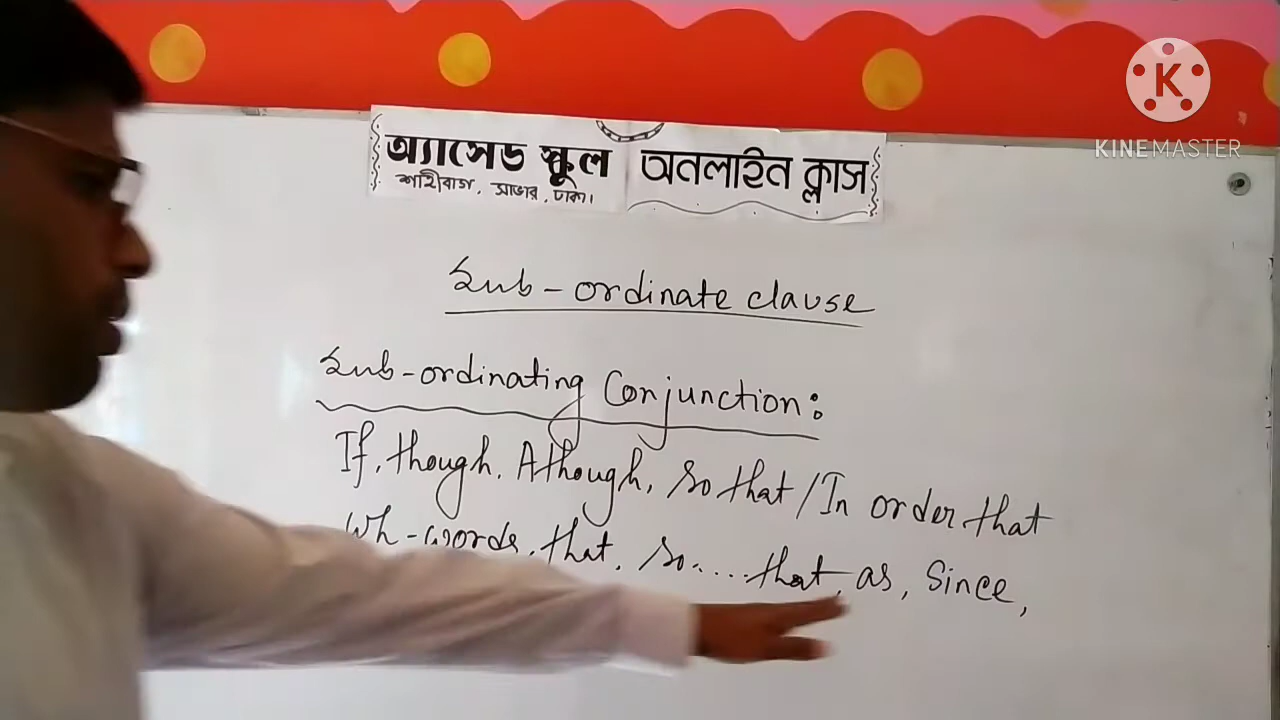 K
KINEMASTER
অ্যাসেড স্কুল অনলাইন ক্লাস
শাহীবাগ, সাভার, ঢাকা।
Sub-ordinate clause
Sub-ordinating Conjunction:
If, though, Athough, so that / In order that
Wh-words, that, so.....that, as, Since,